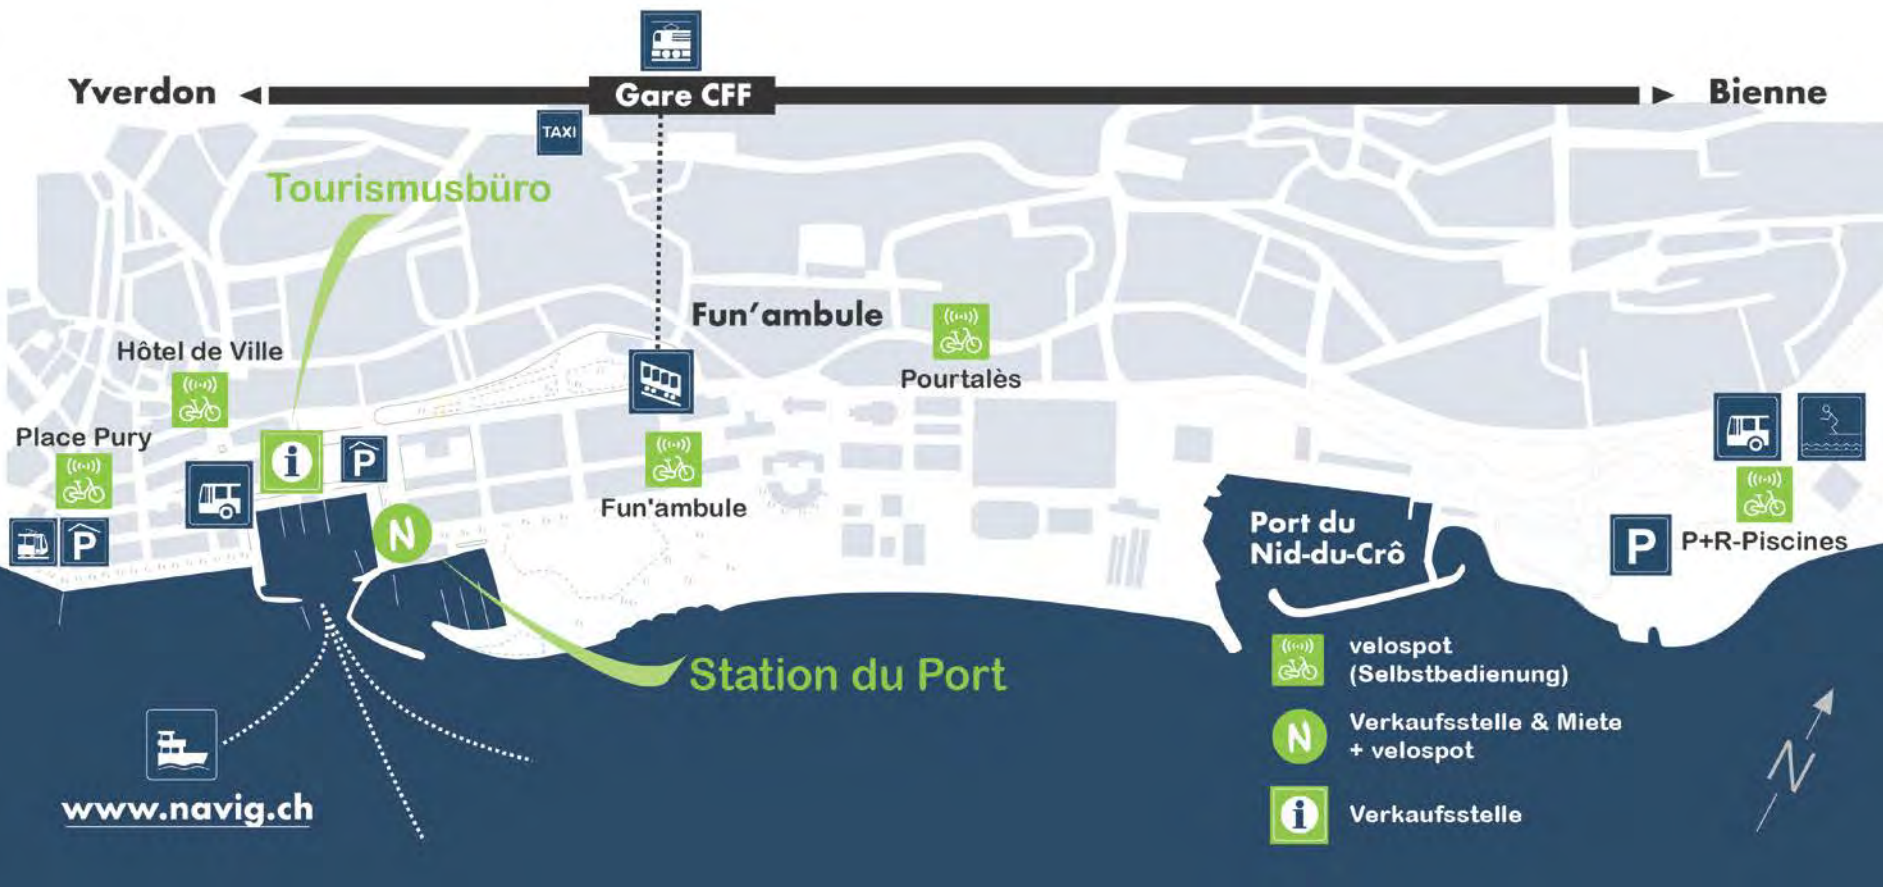 Yverdon
Gare CFF
Bienne
TAXI
Tourismusbüro
Fun'ambule
Pourtalès
Hôtel de Ville
Place Pury
i
P
P
N
Fun'ambule
Port du
Nid-du-Crô
P
P+R-Piscines
Station du Port
velospot
(Selbstbedienung)
N
Verkaufsstelle & Miete
+ velospot
i
Verkaufsstelle
www.navig.ch
N